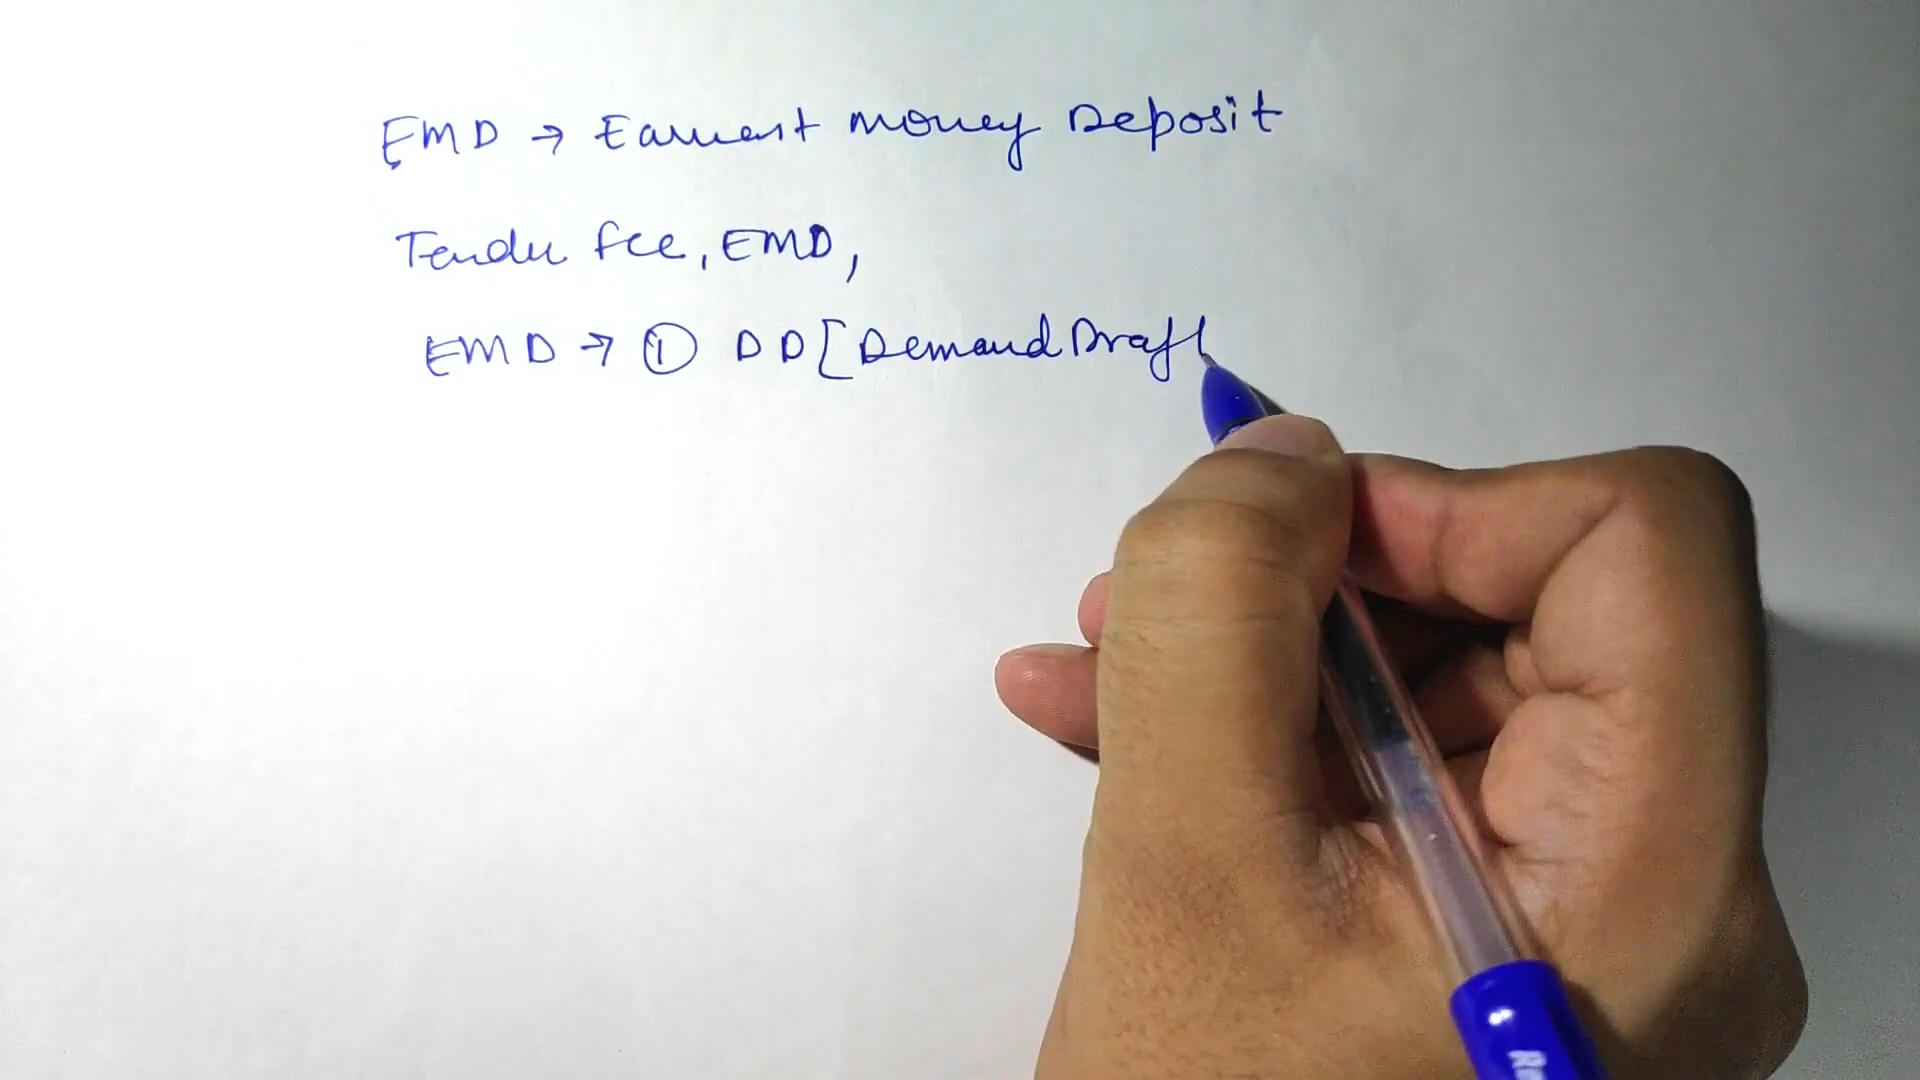 EMD → Earnest Money Deposit
Tender fee, EMD,
EMD → ① DD [Demand Draft